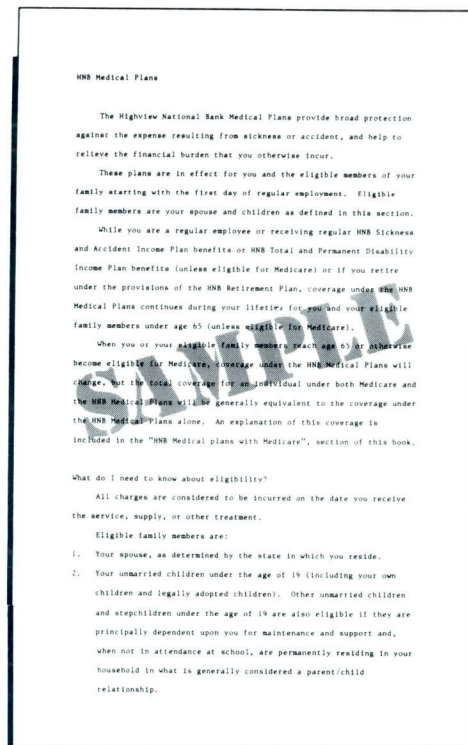 HNB Medical Plans
The Highview National Bank Medical Plans provide broad protection
against the expense resulting from sickness or accident, and help to
relieve the financial burden that you otherwise incur.
These plans are in effect for you and the eligible members of your
family starting with the first day of regular employment. Eligible
family members are your spouse and children as defined in this section.
While you are a regular employee or receiving regular HNB Sickness
and Accident Income Plan benefits or HNB Total and Permanent Disability
Income Plan benefits (unless eligible for Medicare) or if you retire
under the provisions of the HNB Retirement Plan, coverage under the HNB
Medical Plans continues during your lifetime for you and your eligible
family members under age 65 (unless eligible for Medicare).
When you or your eligible family members reach age 65 or otherwise
become eligible for Medicare, coverage under the HNB Medical Plans will
change, but the total coverage for an individual under both Medicare and
the HNB Medical Plans will be generally equivalent to the coverage under
the HNB Medical Plans alone. An explanation of this coverage is
included in the "HNB Medical plans with Medicare", section of this book.
SAMPLE
What do I need to know about eligibility?
All charges are considered to be incurred on the date you receive
the service, supply, or other treatment.
Eligible family members are:
1. Your spouse, as determined by the state in which you reside.
2. Your unmarried children under the age of 19 (including your own
children and legally adopted children). Other unmarried children
and stepchildren under the age of 19 are also eligible if they are
principally dependent upon you for maintenance and support and,
when not in attendance at school, are permanently residing in your
household in what is generally considered a parent/child
relationship.